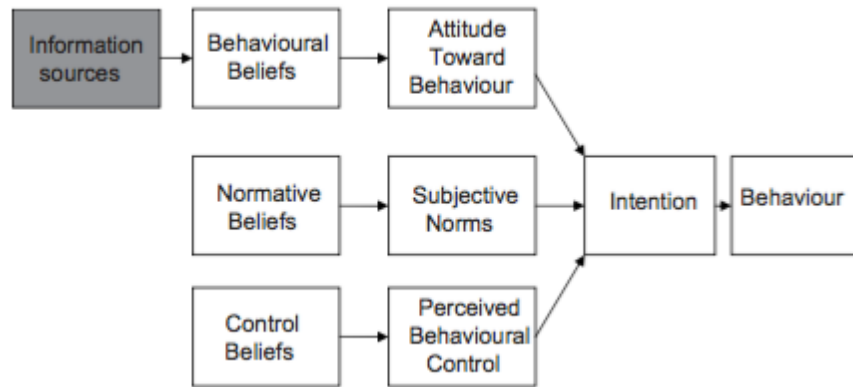 Information
sources
Behavioural
Beliefs
Attitude
Toward
Behaviour
Normative
Beliefs
Subjective
Norms
Intention
Behaviour
Control
Beliefs
Perceived
Behavioural
Control